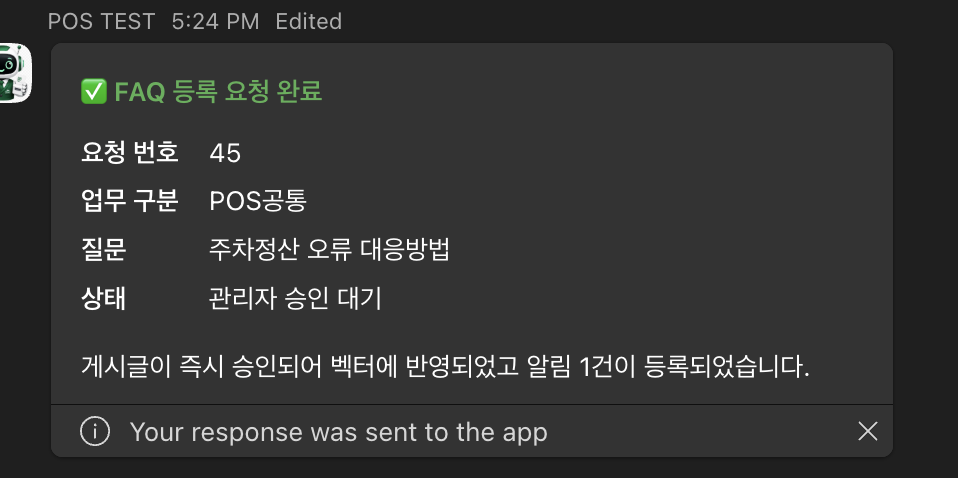 POS TEST 5:24 PM Edited
✅ FAQ 등록 요청 완료
요청 번호 45
업무 구분 POS공통
질문 주차정산 오류 대응방법
상태 관리자 승인 대기
게시글이 즉시 승인되어 벡터에 반영되었고 알림 1건이 등록되었습니다.
Your response was sent to the app